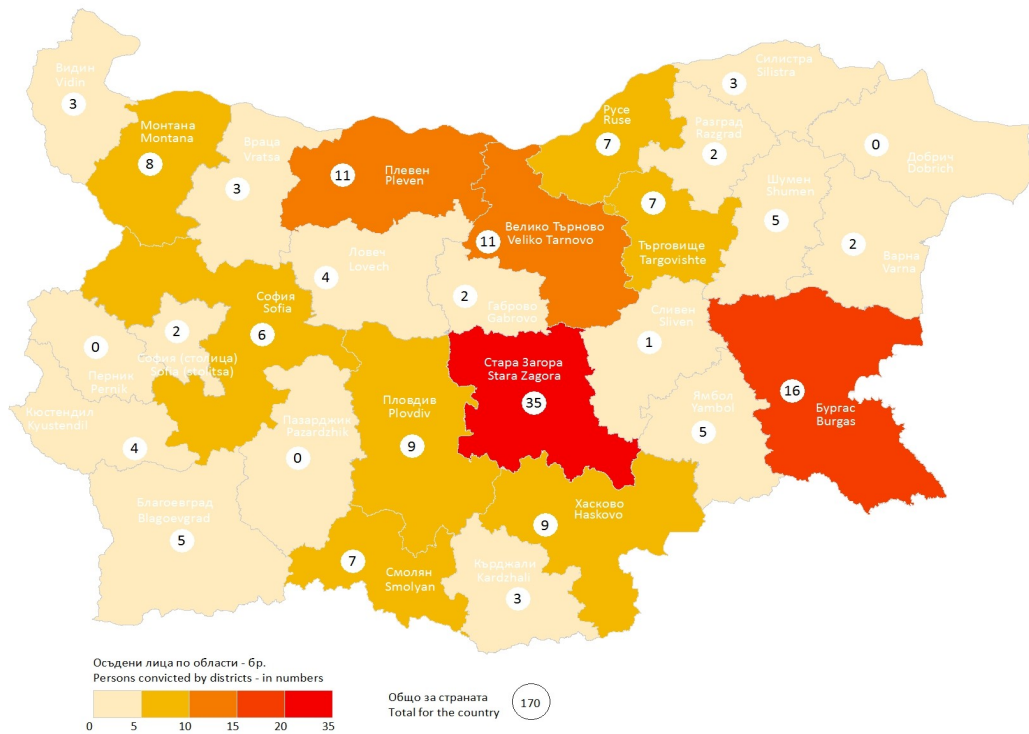 Видин
Vidin
3
Монтана
Montana
8
Враца
Vratsa
3
Плевен
Pleven
11
Велико Търново
Veliko Tarnovo
11
Русе
Ruse
7
Силистра
Silistra
3
Разград
Razgrad
2
Добрич
Dobrich
0
Шумен
Shumen
5
Търговище
Targovishte
7
Варна
Varna
2
Ловеч
Lovech
4
Габрово
Gabrovo
2
София
Sofia
6
София (столица)
Sofia (stolitsa)
2
Перник
Pernik
0
Кюстендил
Kyustendil
4
Благоевград
Blagoevgrad
5
Пазарджик
Pazardzhik
0
Пловдив
Plovdiv
9
Стара Загора
Stara Zagora
35
Сливен
Sliven
1
Ямбол
Yambol
5
Бургас
Burgas
16
Хасково
Haskovo
9
Смолян
Smolyan
7
Кърджали
Kardzhali
3
Осъдени лица по области - бр.
Persons convicted by districts - in numbers
0 5 10 15 20 35
Общо за страната
Total for the country
170